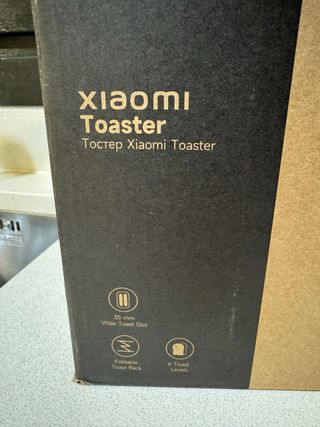 xiaomi
Toaster
Тостер Xiaomi Toaster
35 mm
Wide Toast Slot
Foldable
Toast Rack
6 Toast
Levels